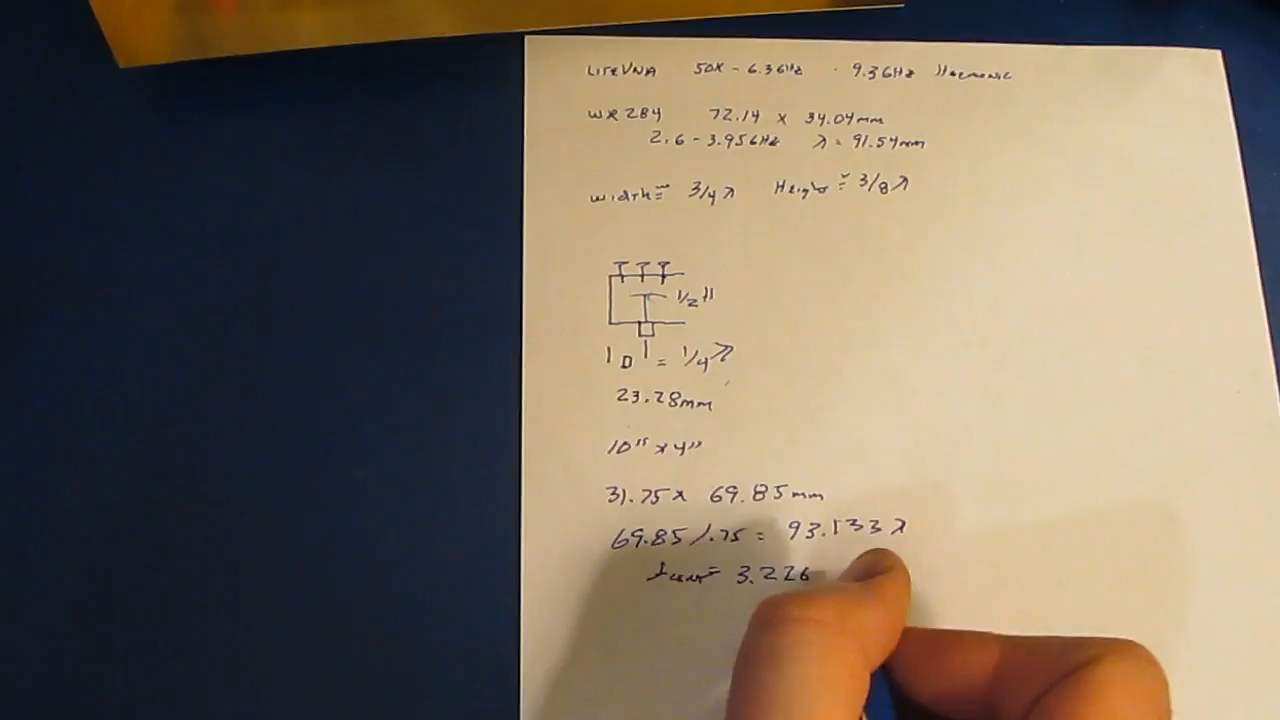 LITEVNA 50K - 6.3GHz - 9.3GHz Harmonic
WR284 72.14 x 34.04mm
2.6 - 3.95GHz λ = 91.54mm
width ≅ 3/4 λ Height ≅ 3/8 λ
1/2"
D = 1/4 λ
23.28mm
10" x 4"
31.75 x 69.85mm
69.85/.75 = 93.133 λ
fcent = 3.226